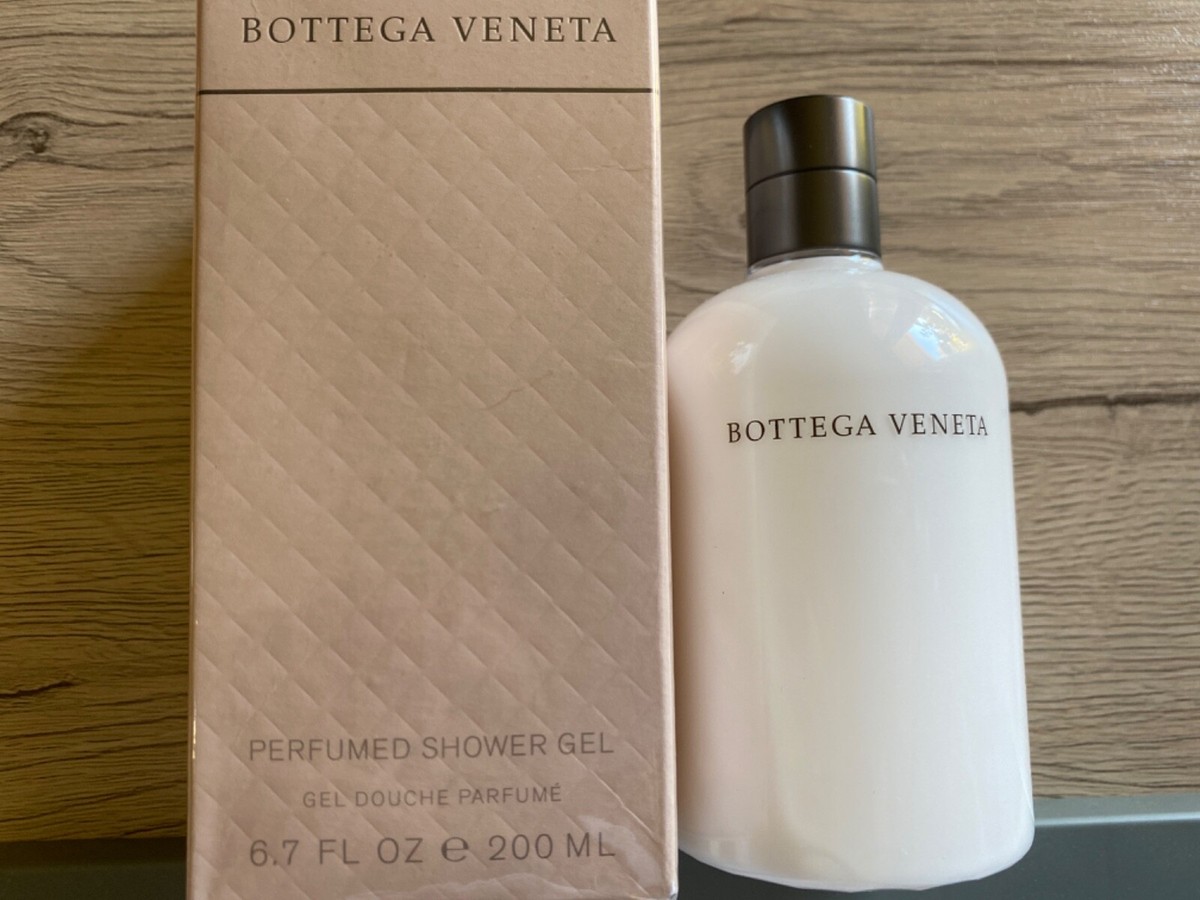 BOTTEGA VENETA
PERFUMED SHOWER GEL
GEL DOUCHE PARFUMÉ
6.7 FL OZ ℮ 200 ML
BOTTEGA VENETA